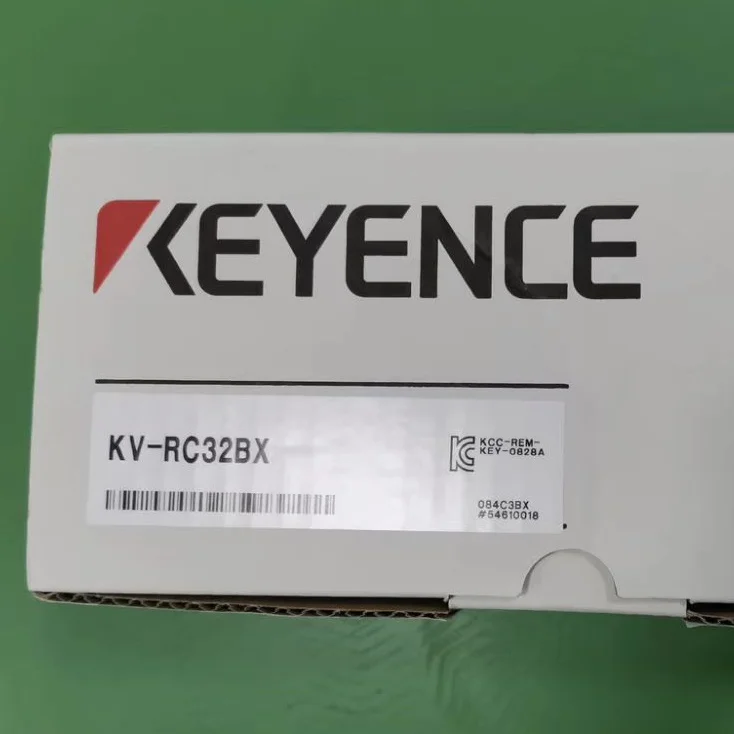 KEYENCE
KV-RC32BX
KCC-REM-
KEY-0828A
084C3BX
#54610018